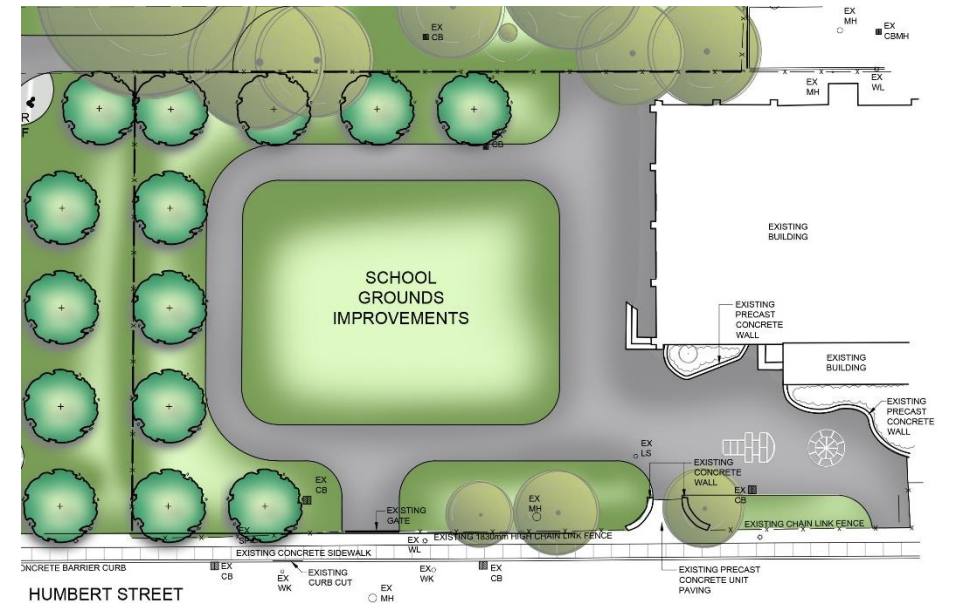 EX
MH
EX
CB
EX
CBMH
EX
MH
EX
WL
R
F
EX
CB
EXISTING
BUILDING
SCHOOL
GROUNDS
IMPROVEMENTS
EXISTING
PRECAST
CONCRETE
WALL
EXISTING
BUILDING
EXISTING
PRECAST
CONCRETE
WALL
EX
LS
EXISTING
CONCRETE
WALL
EX
CB
EX
CB
EX
MH
EXISTING
GATE
EXISTING CHAIN LINK FENCE
EX
EXISTING 1830mm HIGH CHAIN LINK FENCE
EX
WL
EXISTING CONCRETE SIDEWALK
ONCRETE BARRIER CURB
EX
CB
EX
WK
EXISTING
CURB CUT
EX
WK
EX
CB
EX
MH
EXISTING PRECAST
CONCRETE UNIT
PAVING
HUMBERT STREET